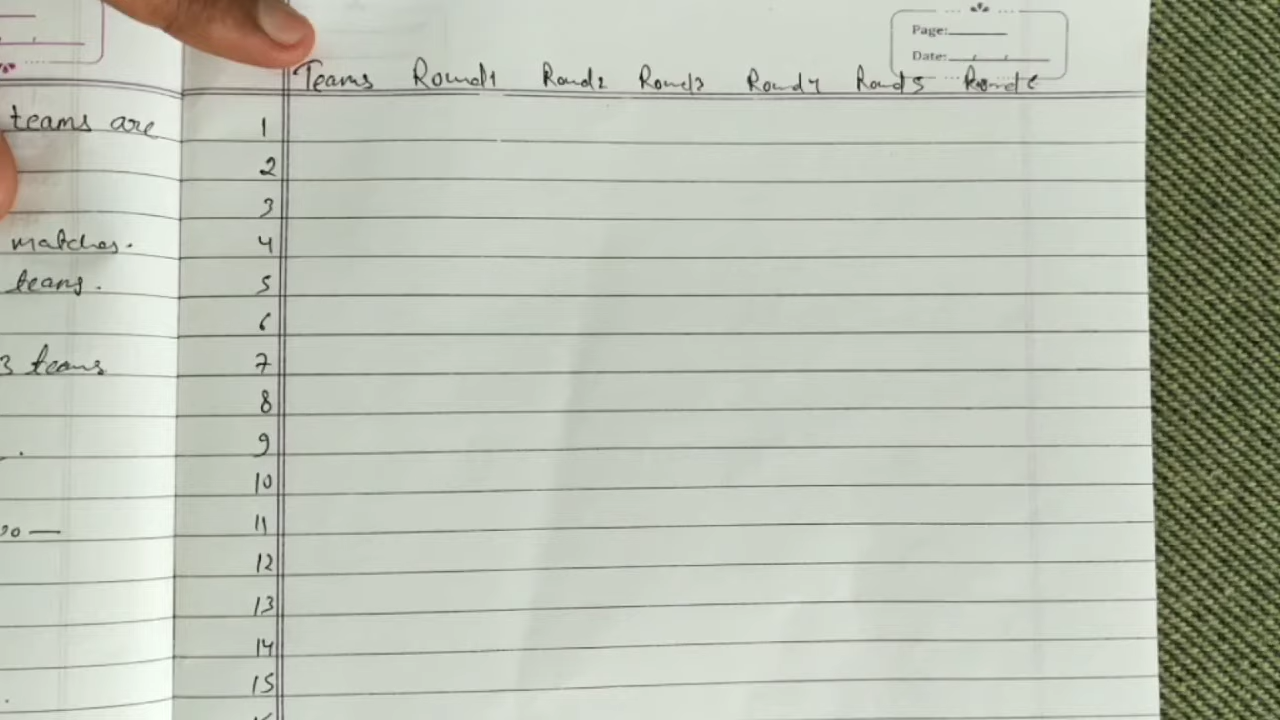 Page:
Date:
Teams Round1 Round2 Round3 Round4 Round5 Round6
teams are
matches.
teams.
3 teams
1
2
3
4
5
6
7
8
9
10
11
12
13
14
15